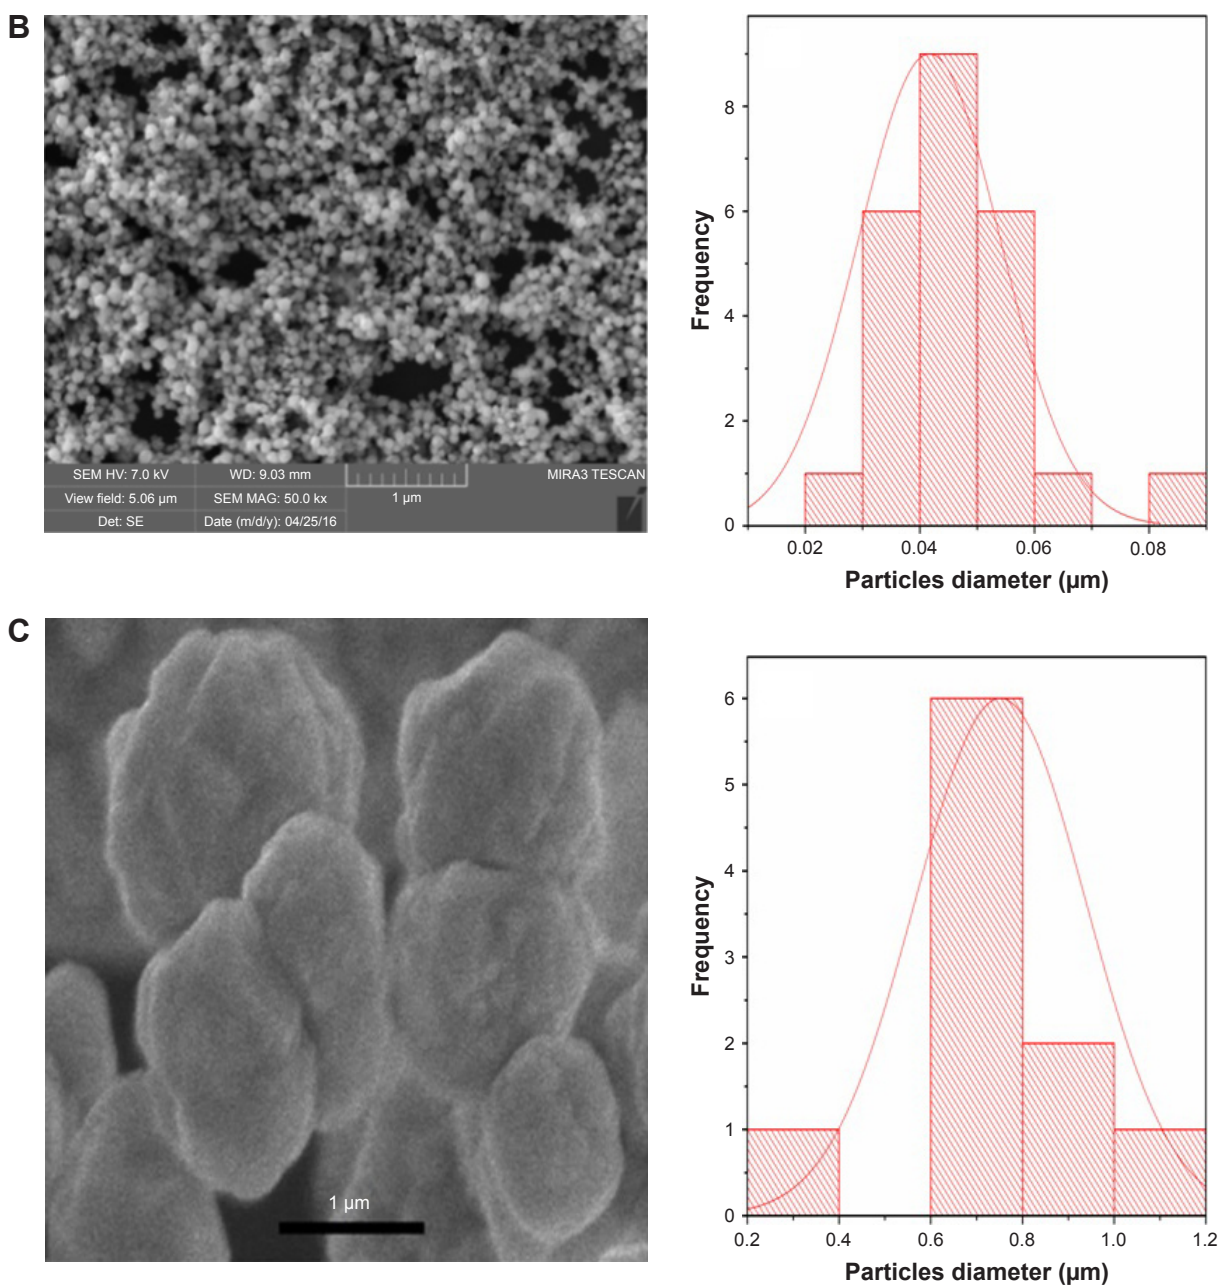 B
SEM HV: 7.0 kV
WD: 9.03 mm
MIRA3 TESCAN
View field: 5.06 µm
SEM MAG: 50.0 kx
1 µm
Det: SE
Date (m/d/y): 04/25/16
Frequency
8
6
4
2
0
0.02
0.04
0.06
0.08
Particles diameter (µm)
C
1 µm
Frequency
6
5
4
3
2
1
0
0.2
0.4
0.6
0.8
1.0
1.2
Particles diameter (µm)